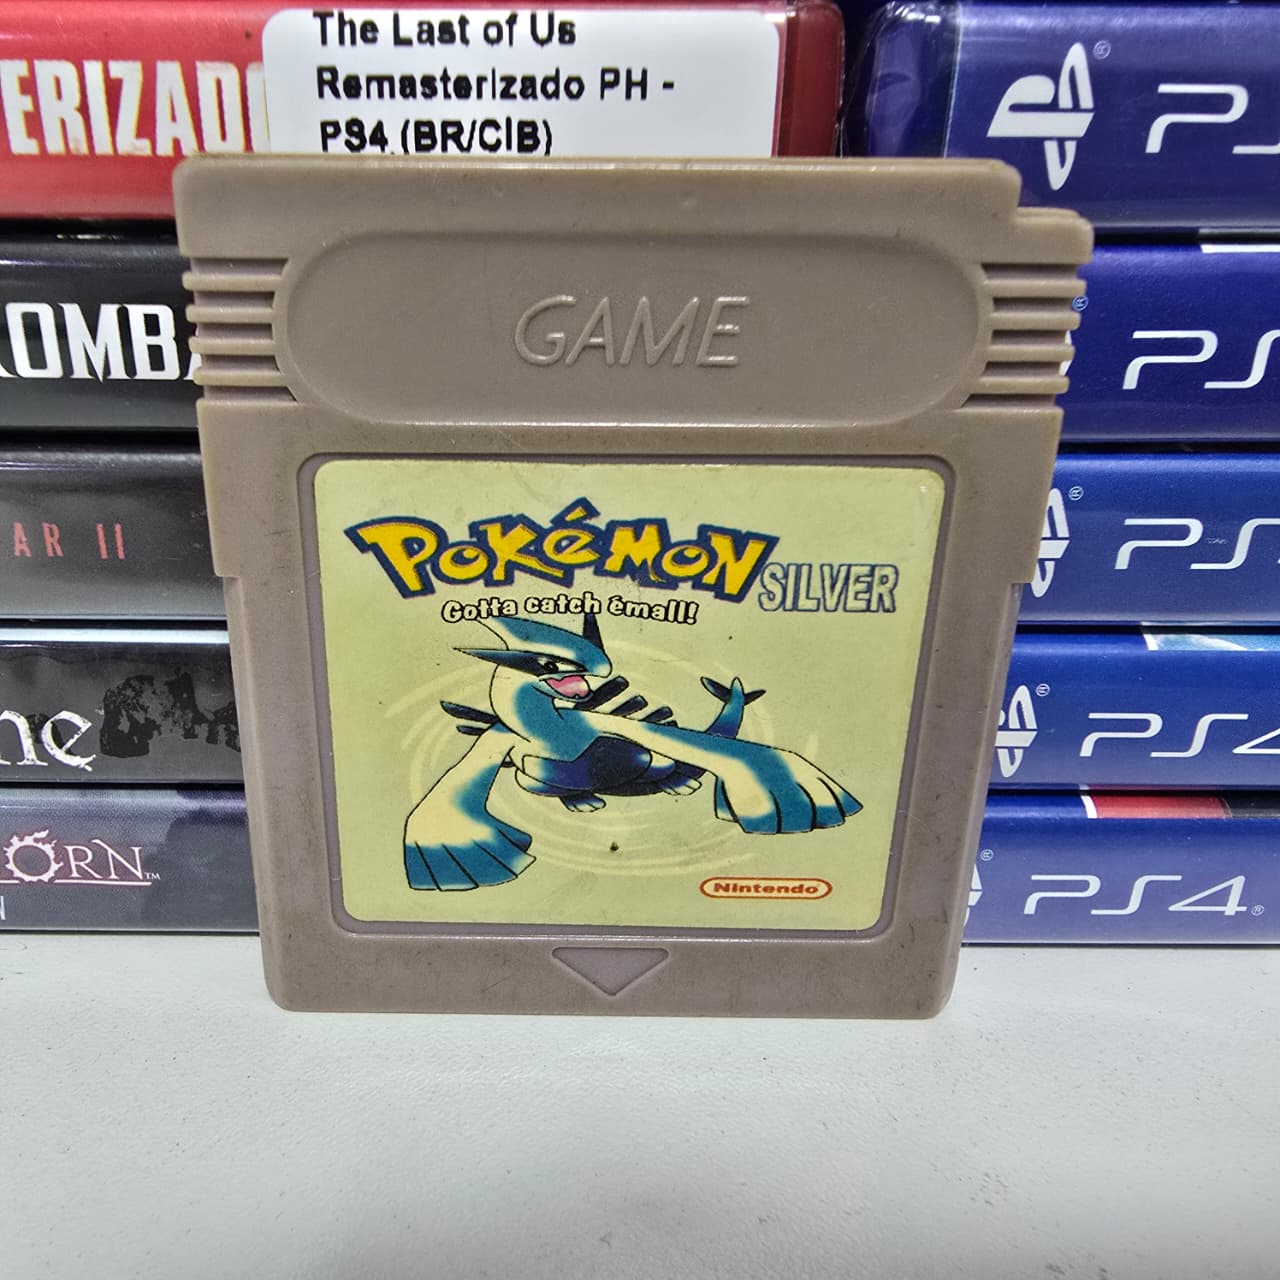 The Last of Us
Remasterizado PH -
PS4 (BR/CIB)
ERIZADO
OMBA
AR II
ne
ORN™
N
PS
PS
PS
PS4
PS4®
GAME
POKéMON
SILVER
Gotta catch émall!
Nintendo®